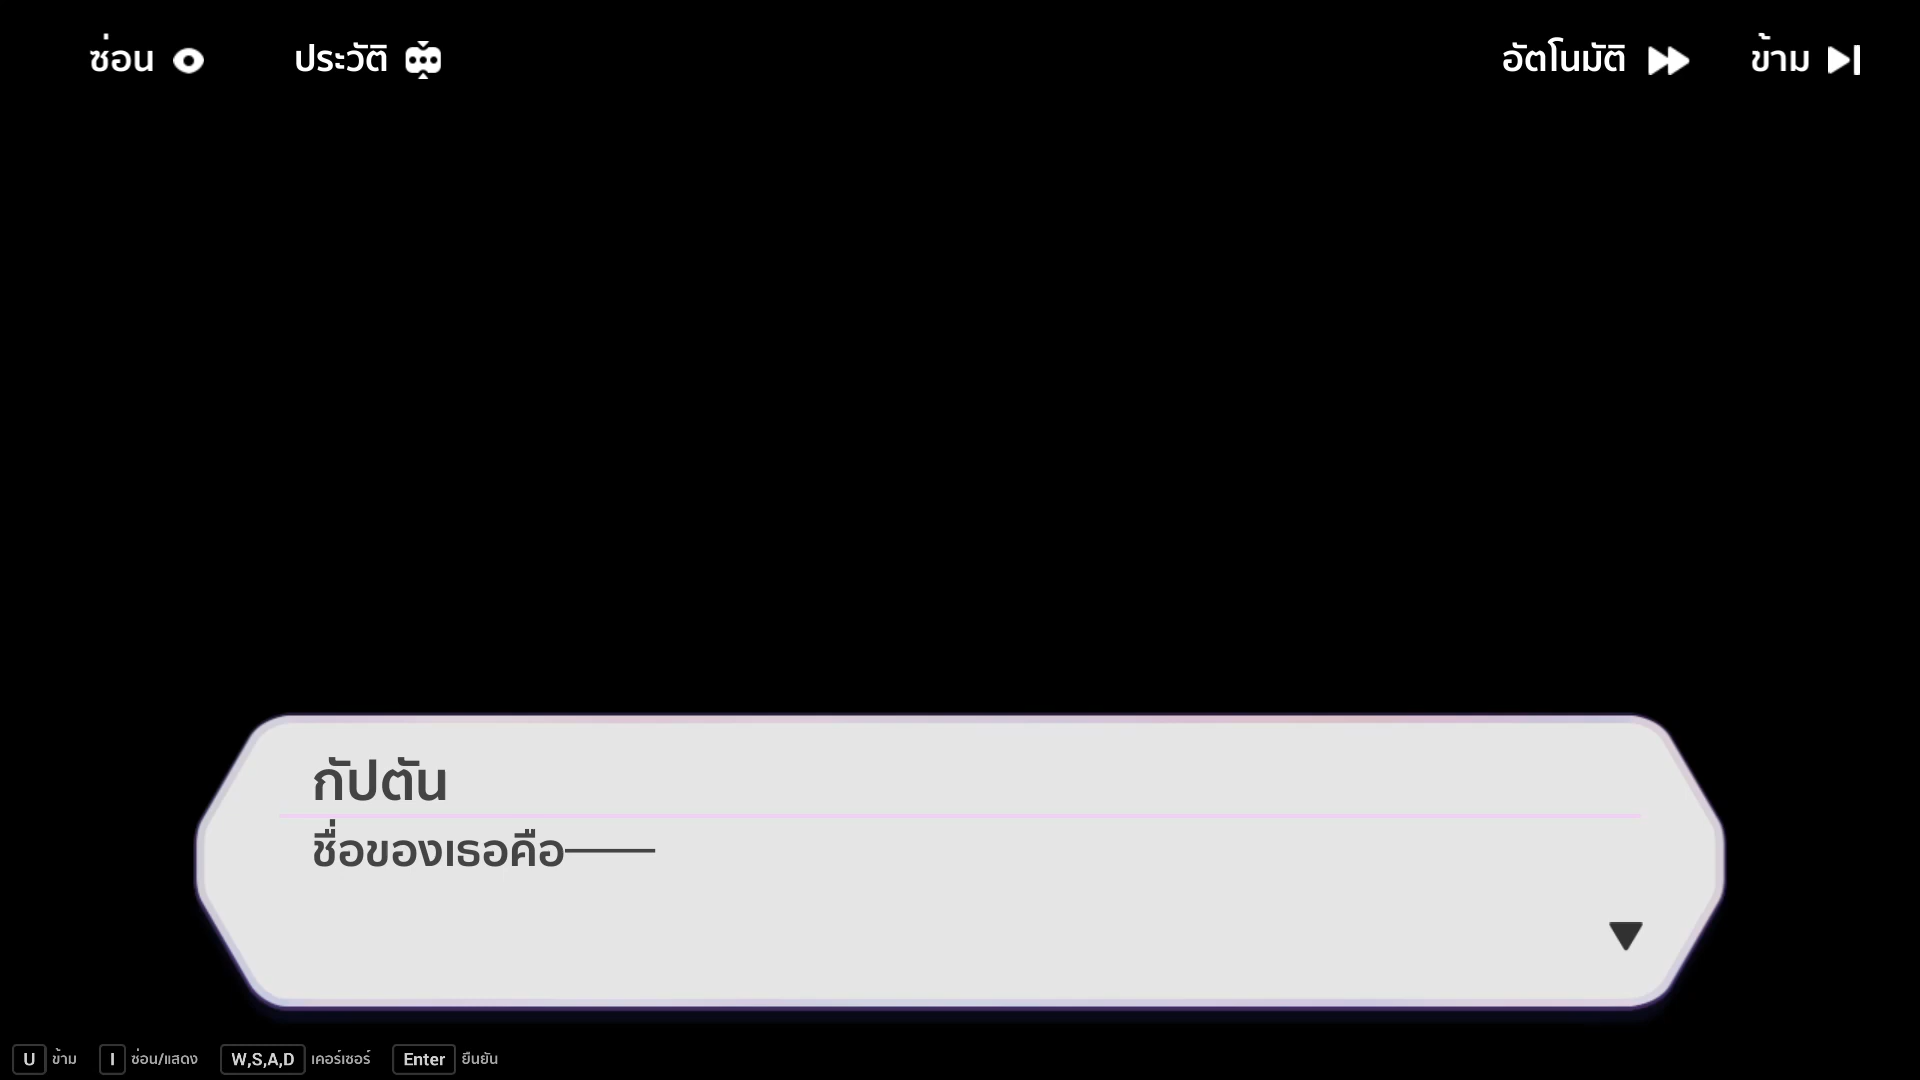 ซ่อน ประวัติ อัตโนมัติ ข้าม
กัปตัน
ชื่อของเธอคือ──
U ข้าม I ซ่อน/แสดง W,S,A,D เคอร์เซอร์ Enter ยืนยัน